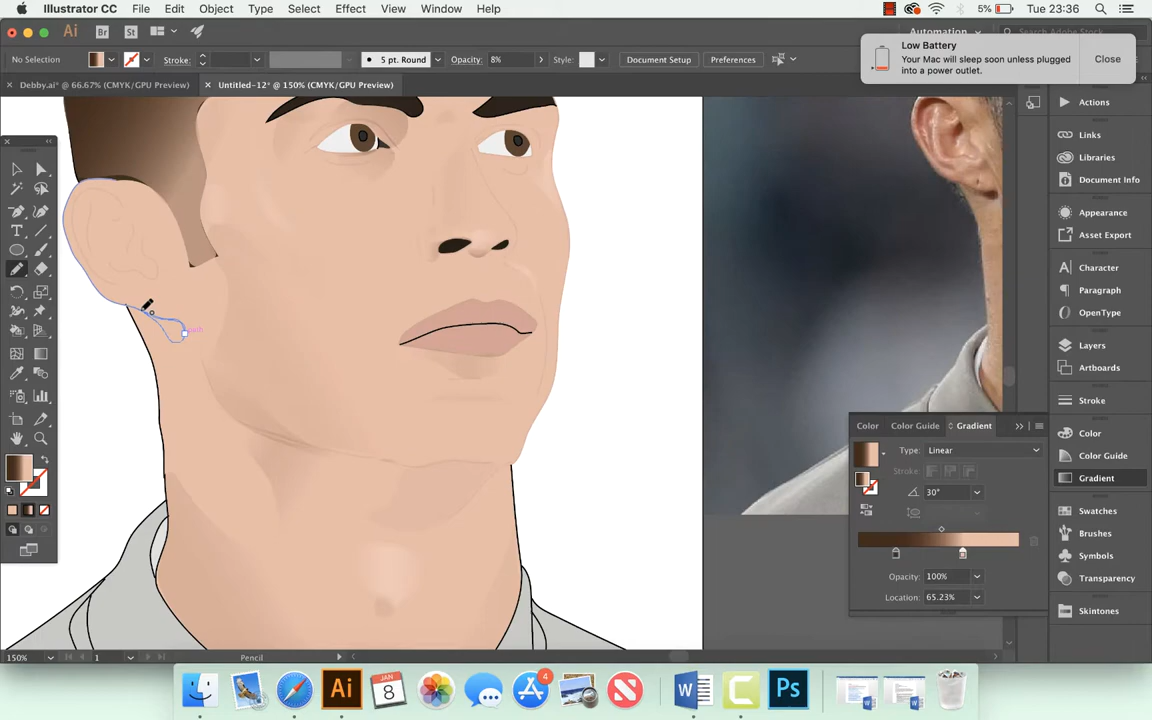 Illustrator CC File Edit Object Type Select Effect View Window Help 5% Tue 23:36
Ai Br St Automation
Low Battery
Your Mac will sleep soon unless plugged
into a power outlet.
Close
No Selection Stroke: 5 pt. Round Opacity: 8% Style: Document Setup Preferences
Debby.ai* @ 66.67% (CMYK/GPU Preview) Untitled-12* @ 150% (CMYK/GPU Preview)
Actions
Links
Libraries
Document Info
Appearance
Asset Export
Character
Paragraph
OpenType
Layers
Artboards
Stroke
Color
Color Guide
Gradient
Swatches
Brushes
Symbols
Transparency
Skintones
Color Color Guide Gradient
Type: Linear
Stroke:
30°
Opacity: 100%
Location: 65.23%
150% 1 Pencil
Ai JAN 8 4 W C Ps